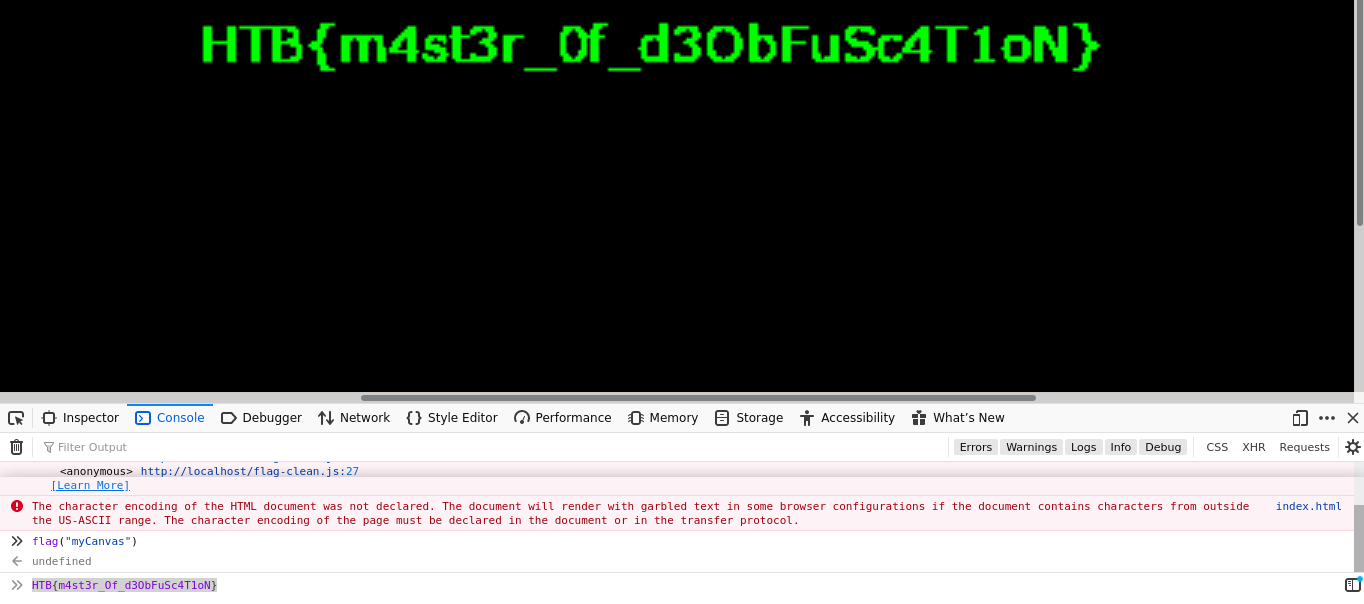 HTB{m4st3r_0f_d3ObFuSc4T1oN}
Inspector Console Debugger Network Style Editor Performance Memory Storage Accessibility What's New
Filter Output Errors Warnings Logs Info Debug CSS XHR Requests
<anonymous> http://localhost/flag-clean.js:27
[Learn More]
The character encoding of the HTML document was not declared. The document will render with garbled text in some browser configurations if the document contains characters from outside index.html
the US-ASCII range. The character encoding of the page must be declared in the document or in the transfer protocol.
flag("myCanvas")
undefined
HTB{m4st3r_0f_d3ObFuSc4T1oN}